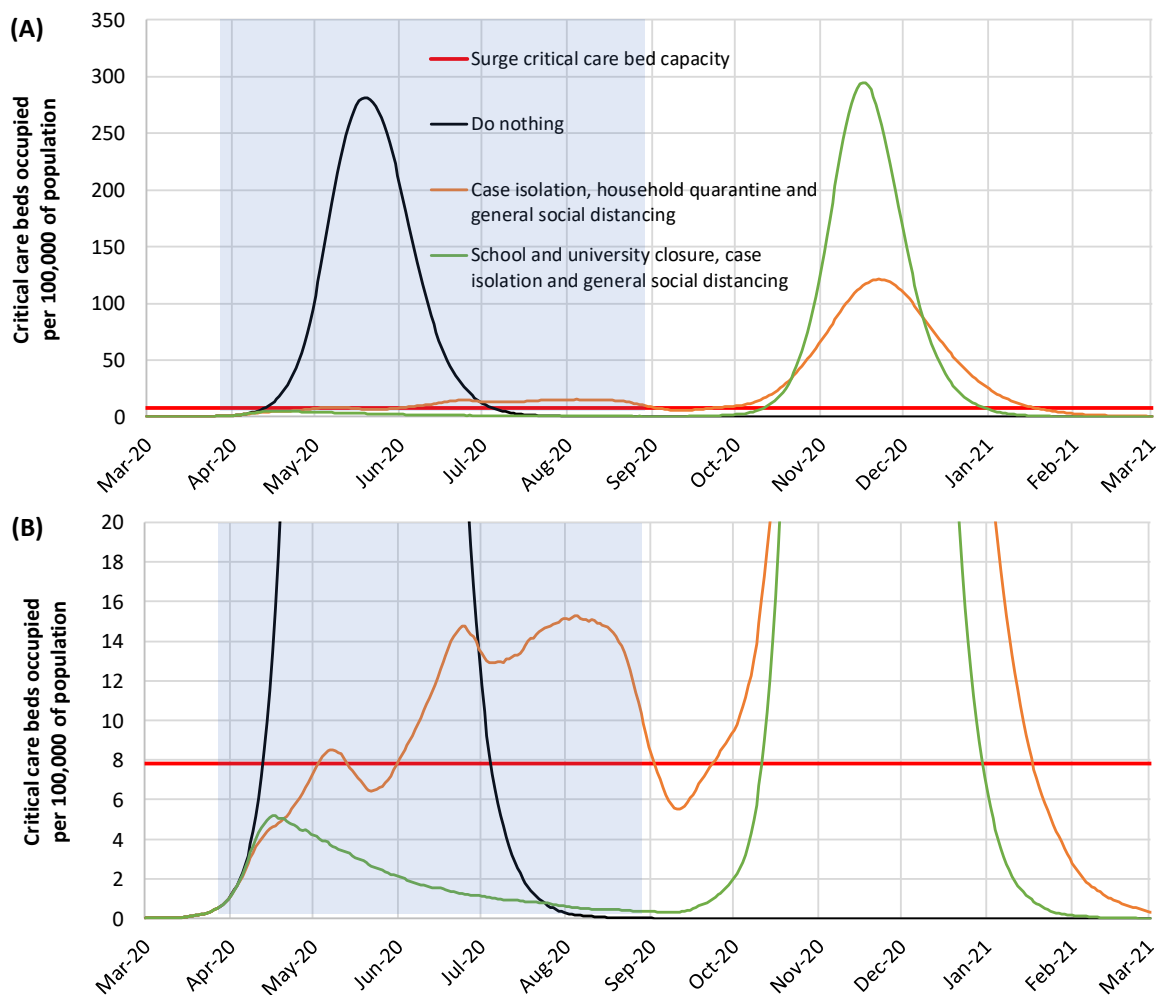 (A)
Critical care beds occupied
per 100,000 of population
350
300
250
200
150
100
50
0
Surge critical care bed capacity
Do nothing
Case isolation, household quarantine and
general social distancing
School and university closure, case
isolation and general social distancing
Mar-20
Apr-20
May-20
Jun-20
Jul-20
Aug-20
Sep-20
Oct-20
Nov-20
Dec-20
Jan-21
Feb-21
Mar-21
(B)
Critical care beds occupied
per 100,000 of population
20
18
16
14
12
10
8
6
4
2
0
Mar-20
Apr-20
May-20
Jun-20
Jul-20
Aug-20
Sep-20
Oct-20
Nov-20
Dec-20
Jan-21
Feb-21
Mar-21